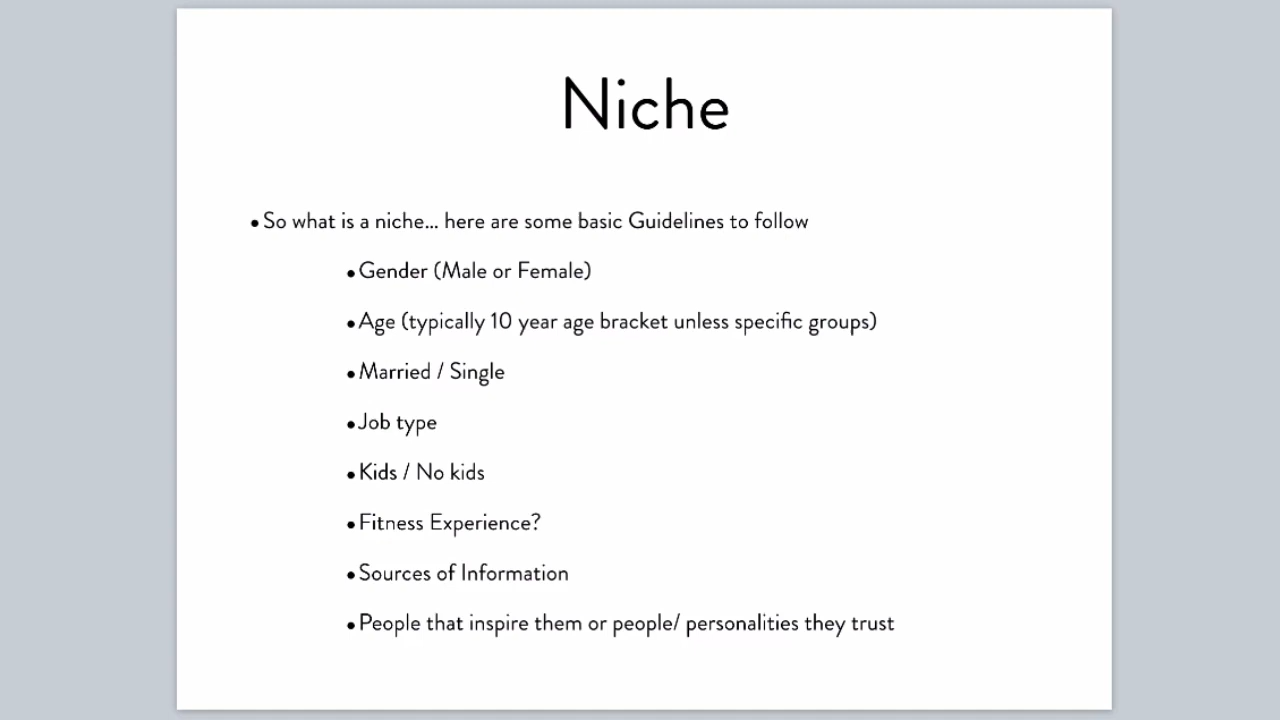 Niche
• So what is a niche... here are some basic Guidelines to follow
• Gender (Male or Female)
• Age (typically 10 year age bracket unless specific groups)
• Married / Single
• Job type
• Kids / No kids
• Fitness Experience?
• Sources of Information
• People that inspire them or people/ personalities they trust